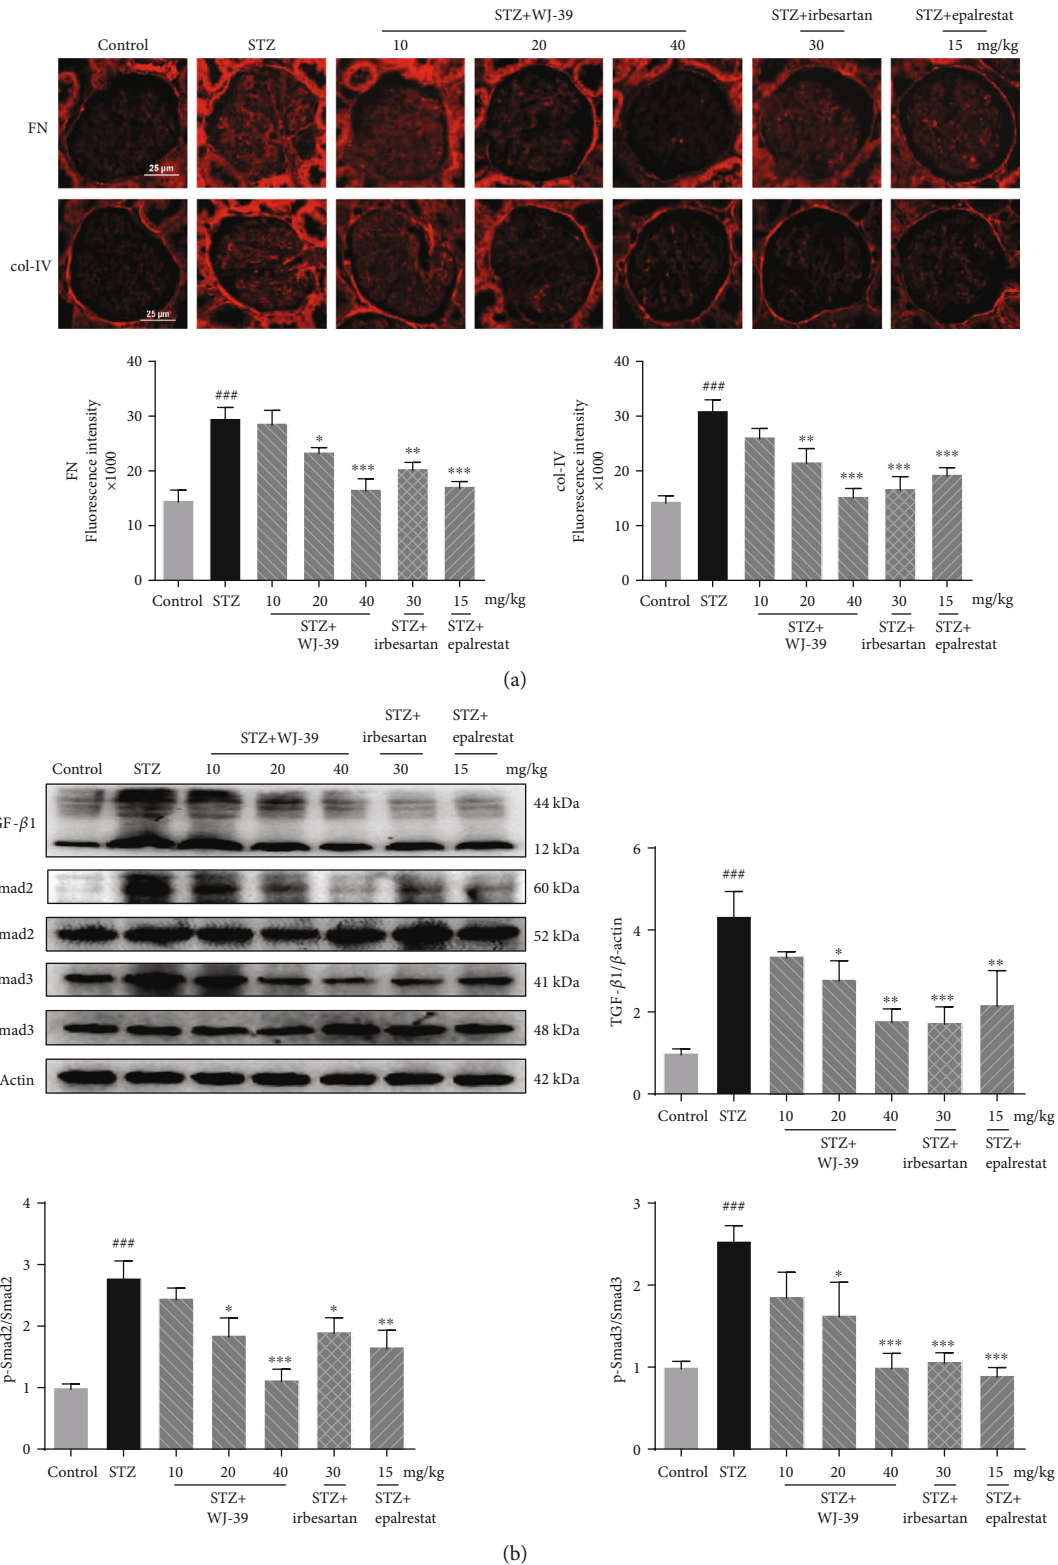 STZ+WJ-39 STZ+irbesartan STZ+epalrestat
Control STZ 10 20 40 30 15 mg/kg
FN
25 µm
col-IV
25 µm
FN
Fluorescence intensity
×1000
40
30
20
10
0
###
*
***
**
***
Control STZ 10 20 40 30 15 mg/kg
STZ+ STZ+ STZ+
WJ-39 irbesartan epalrestat
col-IV
Fluorescence intensity
×1000
40
30
20
10
0
###
**
***
***
***
Control STZ 10 20 40 30 15 mg/kg
STZ+ STZ+ STZ+
WJ-39 irbesartan epalrestat
(a)
STZ+ STZ+
STZ+WJ-39 irbesartan epalrestat
Control STZ 10 20 40 30 15 mg/kg
GF-β1 44 kDa
12 kDa
mad2 60 kDa
mad2 52 kDa
mad3 41 kDa
mad3 48 kDa
Actin 42 kDa
TGF-β1/β-actin
6
4
2
0
###
*
**
***
**
Control STZ 10 20 40 30 15 mg/kg
STZ+ STZ+ STZ+
WJ-39 irbesartan epalrestat
p-Smad2/Smad2
4
3
2
1
0
###
*
***
*
**
Control STZ 10 20 40 30 15 mg/kg
STZ+ STZ+ STZ+
WJ-39 irbesartan epalrestat
p-Smad3/Smad3
3
2
1
0
###
*
***
***
***
Control STZ 10 20 40 30 15 mg/kg
STZ+ STZ+ STZ+
WJ-39 irbesartan epalrestat
(b)